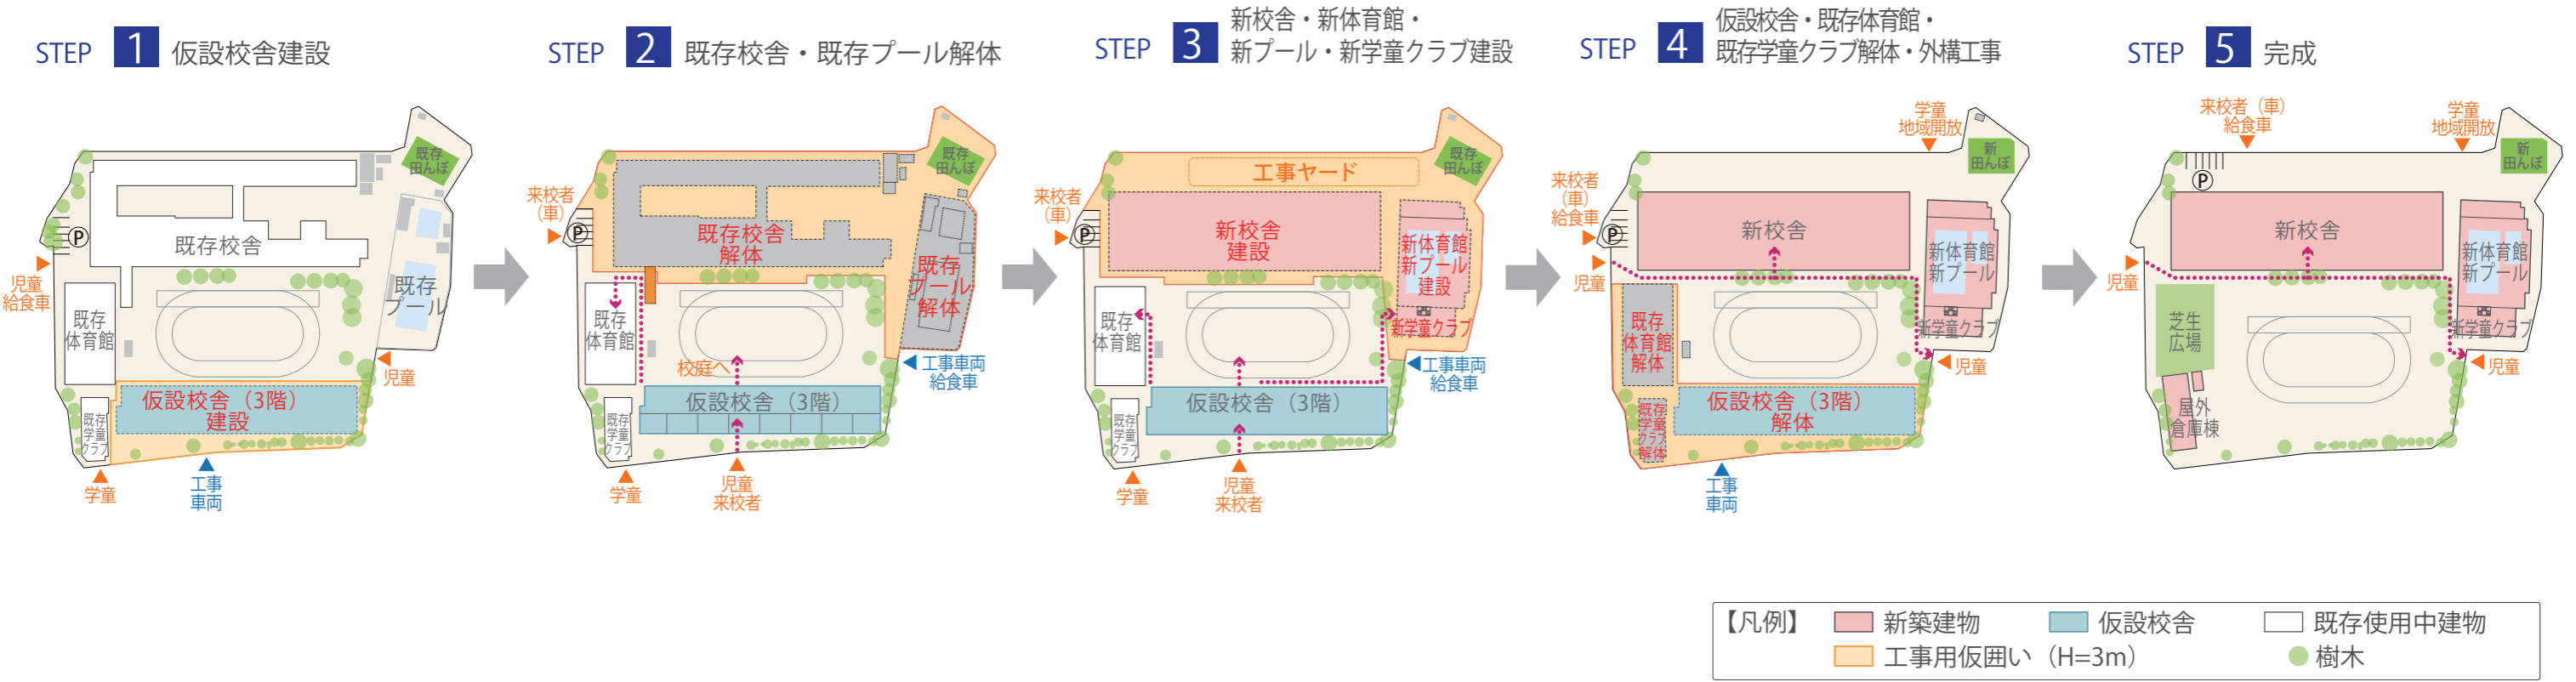 STEP 1 仮設校舎建設
既存
田んぼ
既存校舎
P
児童
給食車
既存
プール
既存
体育館
児童
仮設校舎（3階）
建設
既存
学童
クラブ
学童
工事
車両
STEP 2 既存校舎・既存プール解体
既存
田んぼ
来校者
（車）
P
既存校舎
解体
既存
プール
解体
既存
体育館
校庭へ
工事車両
給食車
仮設校舎（3階）
既存
学童
クラブ
学童
児童
来校者
STEP 3 新校舎・新体育館・
新プール・新学童クラブ建設
工事ヤード
既存
田んぼ
来校者
（車）
P
新校舎
建設
新体育館
新プール
建設
新学童クラブ
既存
体育館
工事車両
給食車
仮設校舎（3階）
既存
学童
クラブ
学童
児童
来校者
STEP 4 仮設校舎・既存体育館・
既存学童クラブ解体・外構工事
学童
地域開放
新
田んぼ
来校者
（車）
給食車
P
新校舎
新体育館
新プール
児童
新学童クラブ
既存
体育館
解体
児童
仮設校舎（3階）
解体
既存
学童
クラブ
解体
工事
車両
STEP 5 完成
来校者（車）
給食車
学童
地域開放
新
田んぼ
P
新校舎
新体育館
新プール
児童
新学童クラブ
芝生
広場
児童
屋外
倉庫棟
【凡例】 新築建物 仮設校舎 既存使用中建物
工事用仮囲い（H=3m） 樹木